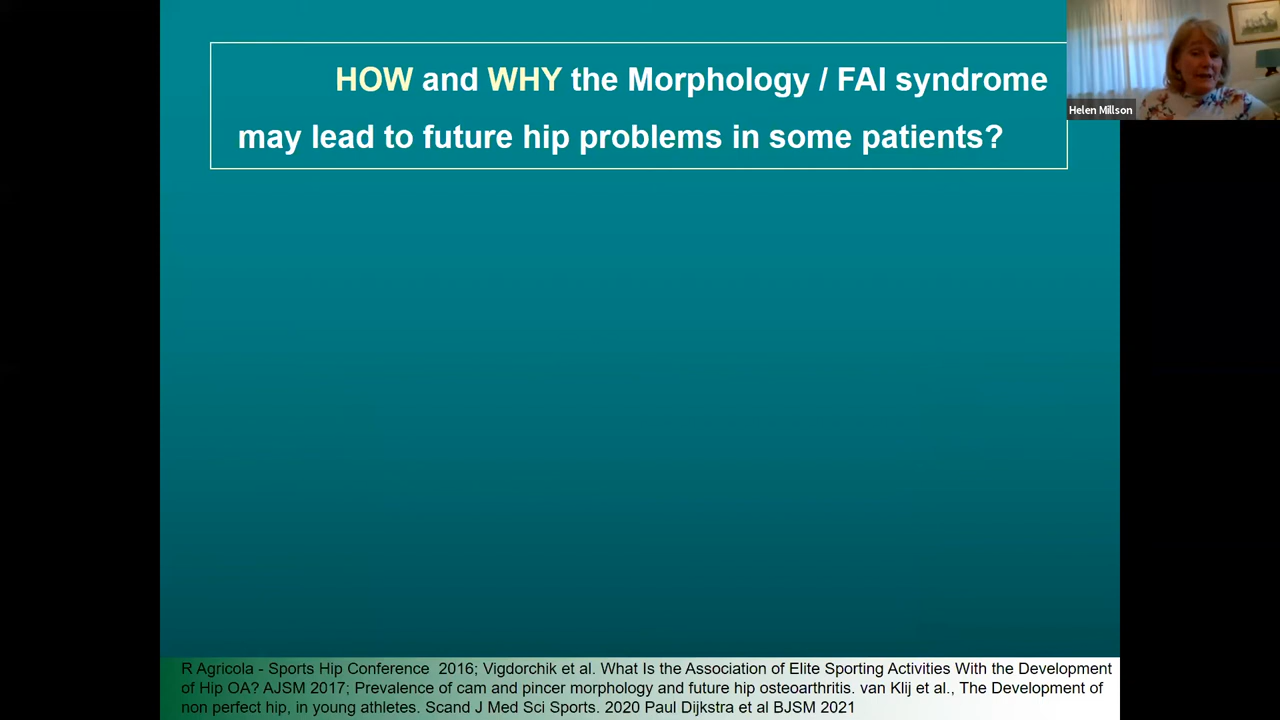 HOW and WHY the Morphology / FAI syndrome
may lead to future hip problems in some patients?
Helen Millson
R Agricola - Sports Hip Conference 2016; Vigdorchik et al. What Is the Association of Elite Sporting Activities With the Development
of Hip OA? AJSM 2017; Prevalence of cam and pincer morphology and future hip osteoarthritis. van Klij et al., The Development of
non perfect hip, in young athletes. Scand J Med Sci Sports. 2020 Paul Dijkstra et al BJSM 2021